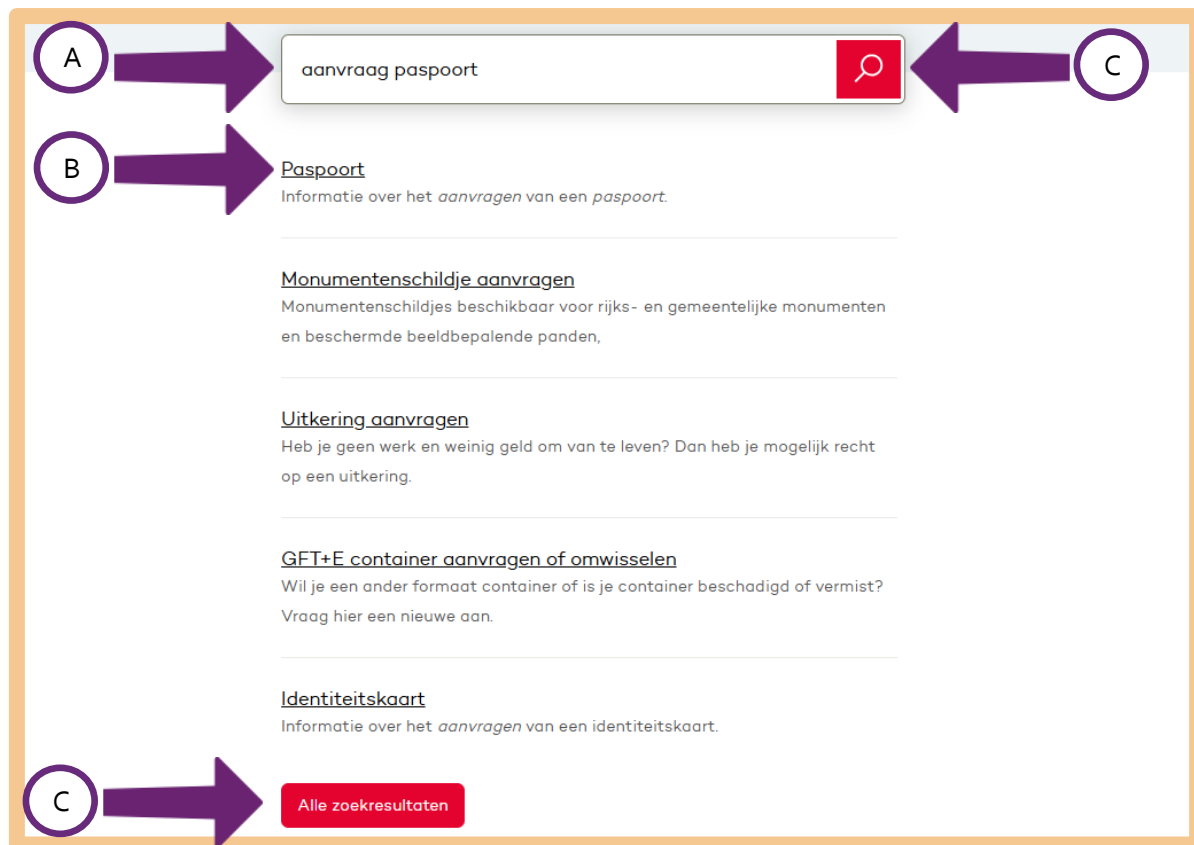 A
aanvraag paspoort
C
B
Paspoort
Informatie over het aanvragen van een paspoort.
Monumentenschildje aanvragen
Monumentenschildjes beschikbaar voor rijks- en gemeentelijke monumenten
en beschermde beeldbepalende panden,
Uitkering aanvragen
Heb je geen werk en weinig geld om van te leven? Dan heb je mogelijk recht
op een uitkering.
GFT+E container aanvragen of omwisselen
Wil je een ander formaat container of is je container beschadigd of vermist?
Vraag hier een nieuwe aan.
Identiteitskaart
Informatie over het aanvragen van een identiteitskaart.
C
Alle zoekresultaten